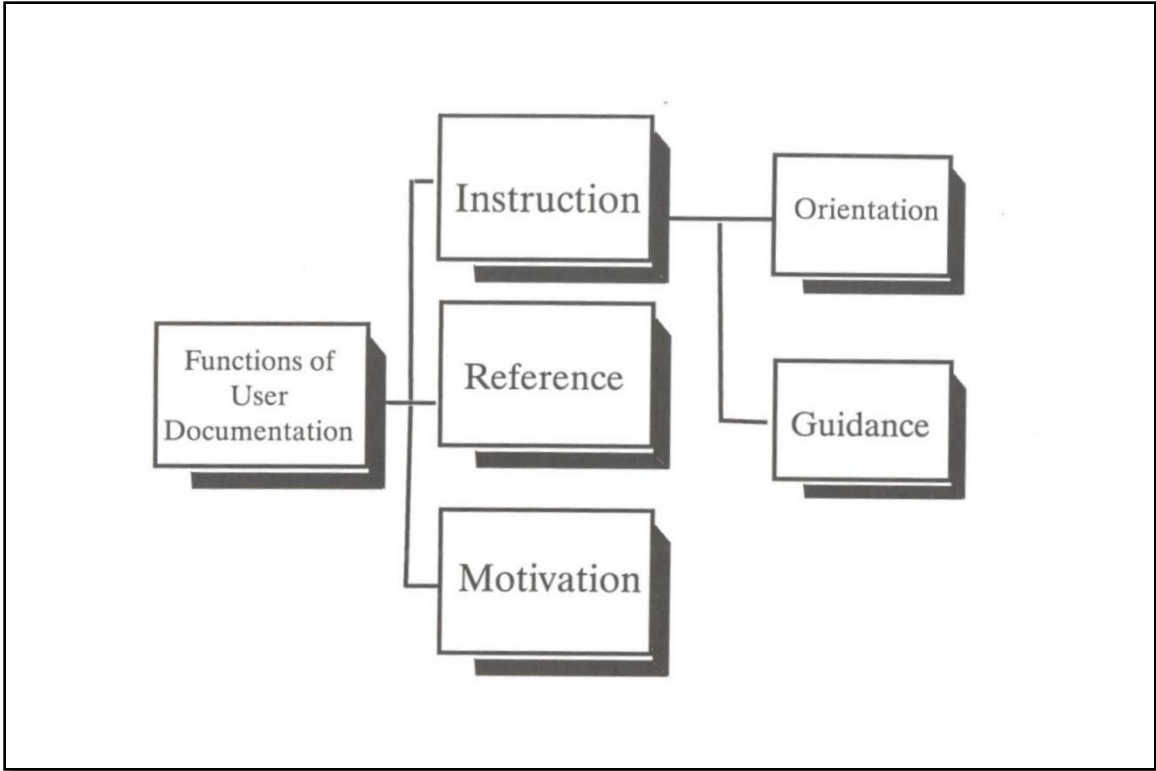 Functions of
User
Documentation
Instruction
Reference
Motivation
Orientation
Guidance